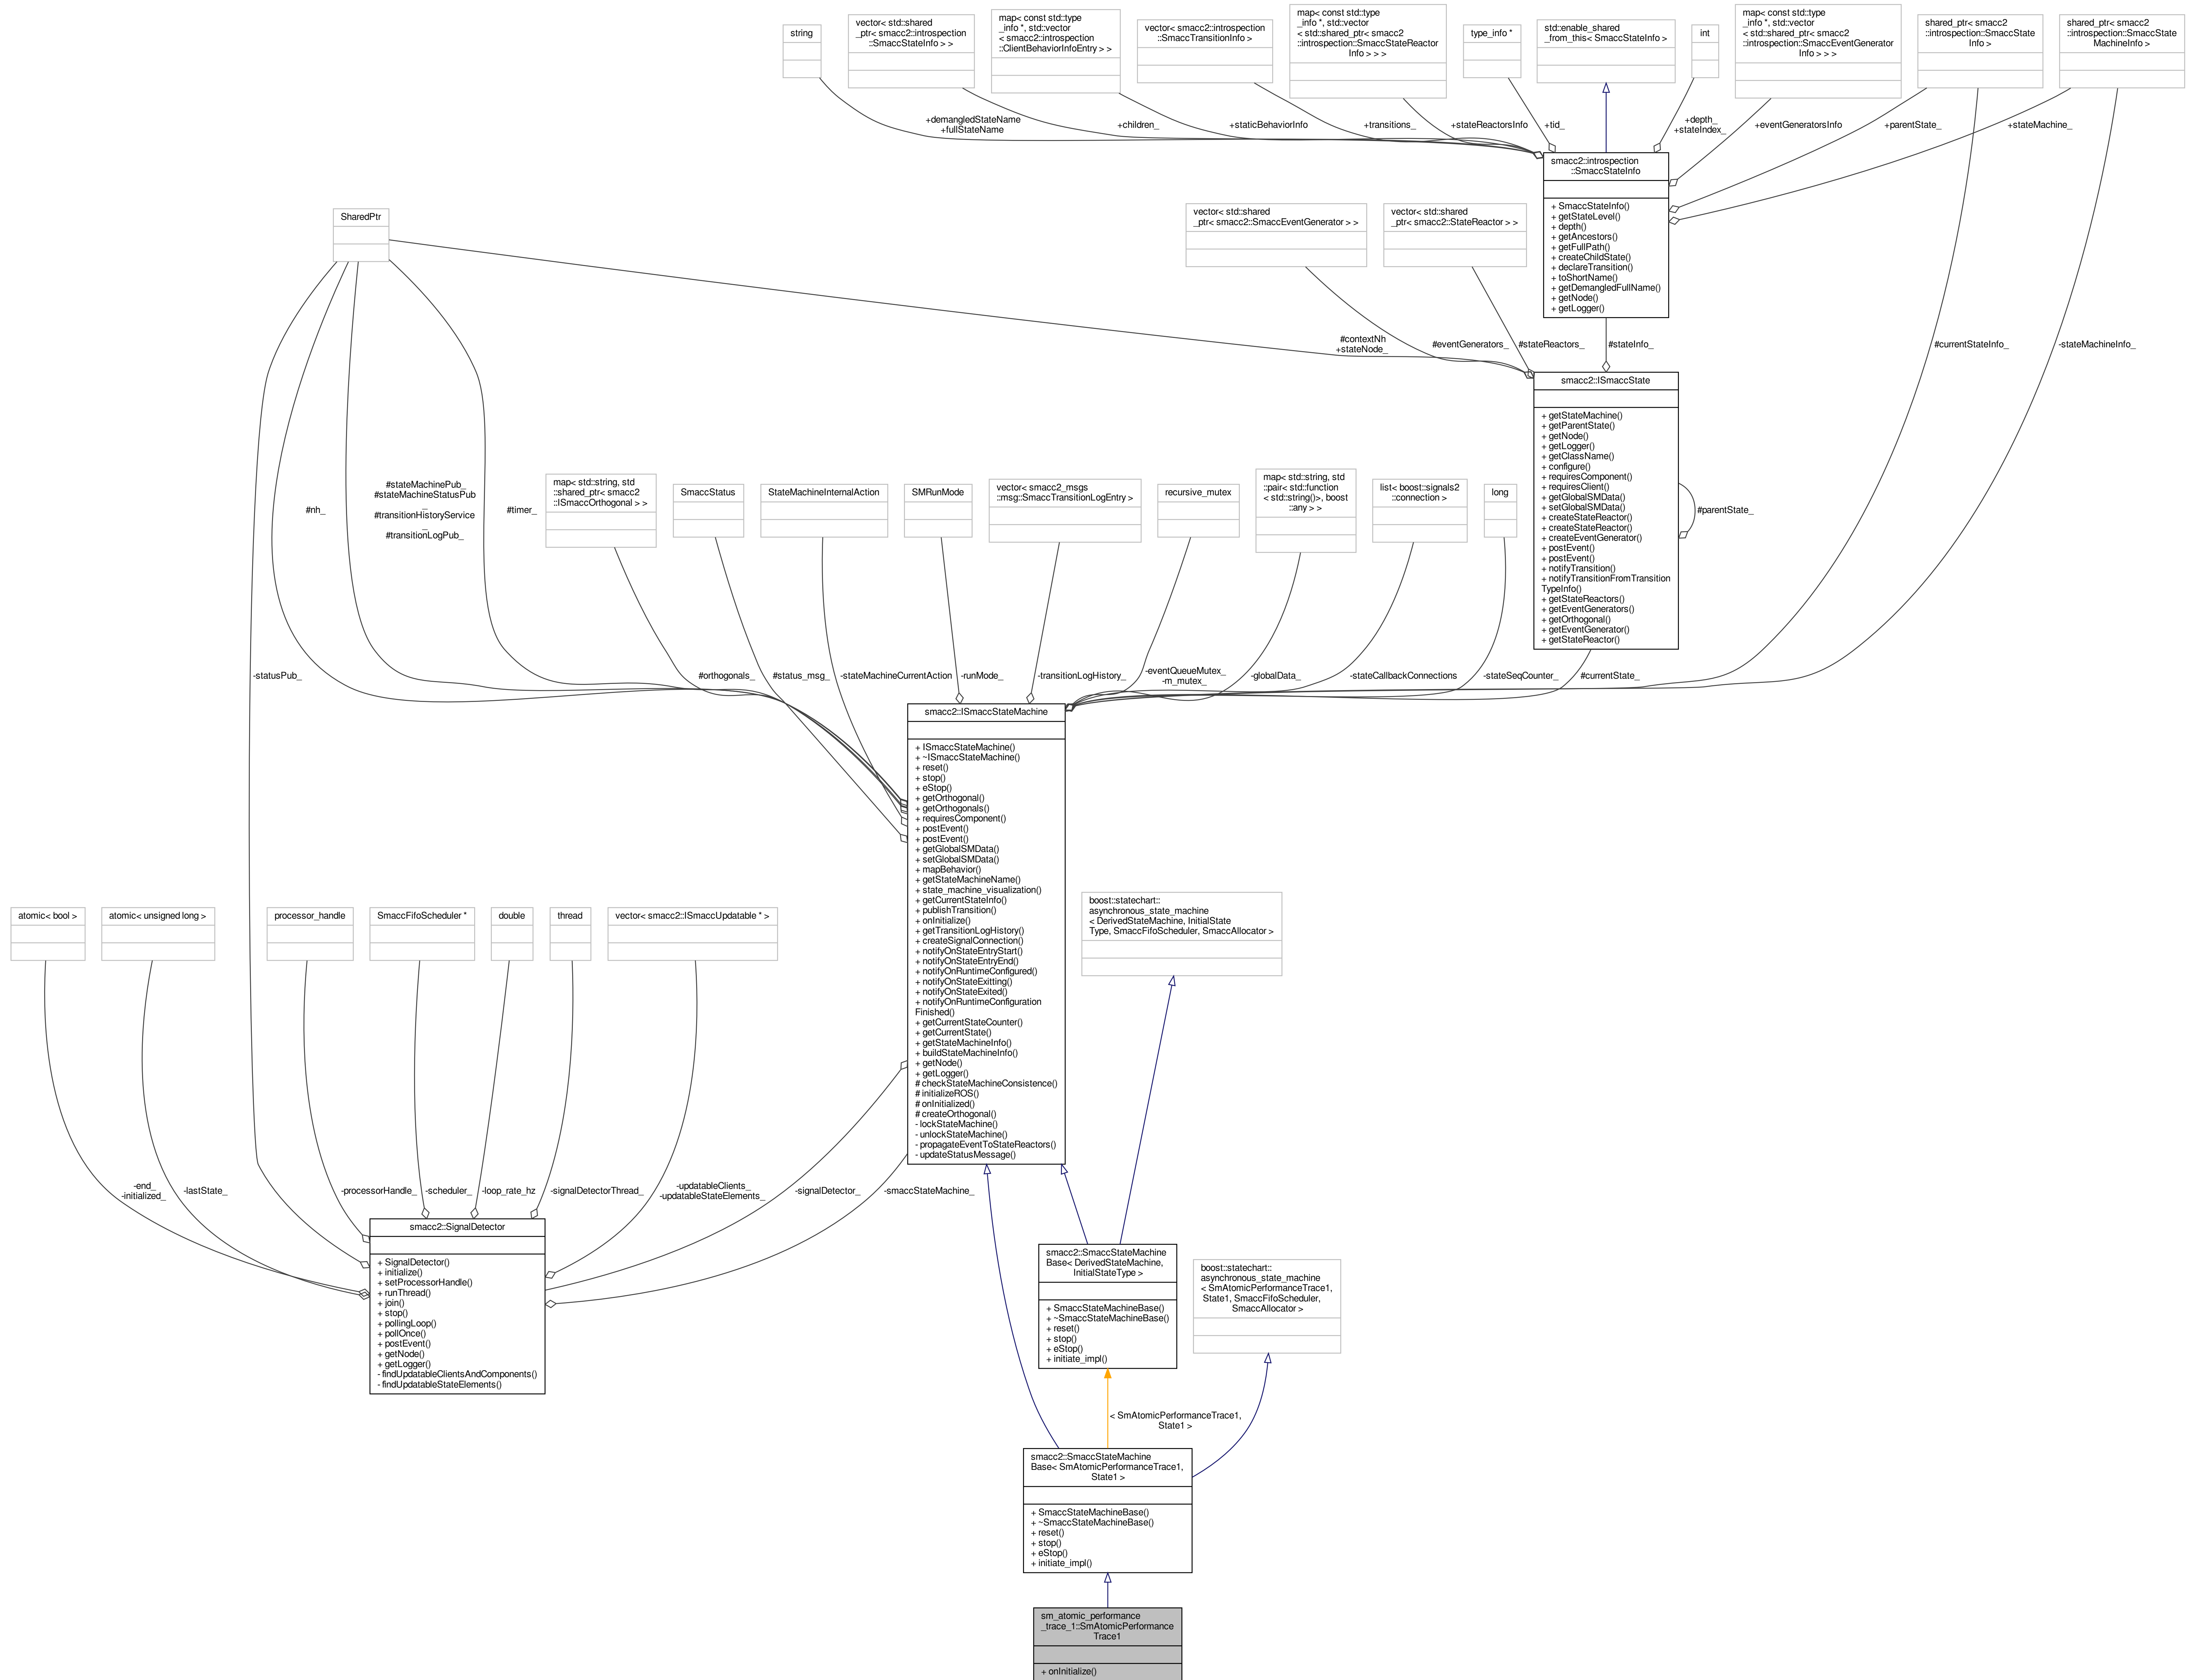 string
vector< std::shared
_ptr< smacc2::introspection
::SmaccStateInfo > >
map< const std::type
_info *, std::vector
< smacc2::introspection
::ClientBehaviorInfoEntry > >
vector< smacc2::introspection
::SmaccTransitionInfo >
map< const std::type
_info *, std::vector
< std::shared_ptr< smacc2
::introspection::SmaccStateReactor
Info > > >
type_info *
std::enable_shared
_from_this< SmaccStateInfo >
int
map< const std::type
_info *, std::vector
< std::shared_ptr< smacc2
::introspection::SmaccEventGenerator
Info > > >
shared_ptr< smacc2
::introspection::SmaccState
Info >
shared_ptr< smacc2
::introspection::SmaccState
MachineInfo >
+demangledStateName
+fullStateName
+children_
+staticBehaviorInfo
+transitions_
+stateReactorsInfo
+tid_
+depth_
+stateIndex_
+eventGeneratorsInfo
+parentState_
+stateMachine_
smacc2::introspection
::SmaccStateInfo
+ SmaccStateInfo()
+ getStateLevel()
+ depth()
+ getAncestors()
+ getFullPath()
+ createChildState()
+ declareTransition()
+ toShortName()
+ getDemangledFullName()
+ getNode()
+ getLogger()
SharedPtr
vector< std::shared
_ptr< smacc2::SmaccEventGenerator > >
vector< std::shared
_ptr< smacc2::StateReactor > >
#contextNh
+stateNode_
#eventGenerators_
#stateReactors_
#stateInfo_
#currentStateInfo_
-stateMachineInfo_
smacc2::ISmaccState
+ getStateMachine()
+ getParentState()
+ getNode()
+ getLogger()
+ getClassName()
+ configure()
+ requiresComponent()
+ requiresClient()
+ getGlobalSMData()
+ setGlobalSMData()
+ createStateReactor()
+ createStateReactor()
+ createEventGenerator()
+ postEvent()
+ postEvent()
+ notifyTransition()
+ notifyTransitionFromTransition
TypeInfo()
+ getStateReactors()
+ getEventGenerators()
+ getOrthogonal()
+ getEventGenerator()
+ getStateReactor()
#parentState_
#nh_
#stateMachinePub_
#stateMachineStatusPub
_
#transitionHistoryService
_
#transitionLogPub_
#timer_
map< std::string, std
::shared_ptr< smacc2
::ISmaccOrthogonal > >
SmaccStatus
StateMachineInternalAction
SMRunMode
vector< smacc2_msgs
::msg::SmaccTransitionLogEntry >
recursive_mutex
map< std::string, std
::pair< std::function
< std::string()>, boost
::any > >
list< boost::signals2
::connection >
long
-statusPub_
#orthogonals_
#status_msg_
-stateMachineCurrentAction
-runMode_
-transitionLogHistory_
-eventQueueMutex_
-m_mutex_
-globalData_
-stateCallbackConnections
-stateSeqCounter_
#currentState_
smacc2::ISmaccStateMachine
+ ISmaccStateMachine()
+ ~ISmaccStateMachine()
+ reset()
+ stop()
+ eStop()
+ getOrthogonal()
+ getOrthogonals()
+ requiresComponent()
+ postEvent()
+ postEvent()
+ getGlobalSMData()
+ setGlobalSMData()
+ mapBehavior()
+ getStateMachineName()
+ state_machine_visualization()
+ getCurrentStateInfo()
+ publishTransition()
+ onInitialize()
+ getTransitionLogHistory()
+ createSignalConnection()
+ notifyOnStateEntryStart()
+ notifyOnStateEntryEnd()
+ notifyOnRuntimeConfigured()
+ notifyOnStateExitting()
+ notifyOnStateExited()
+ notifyOnRuntimeConfiguration
Finished()
+ getCurrentStateCounter()
+ getCurrentState()
+ getStateMachineInfo()
+ buildStateMachineInfo()
+ getNode()
+ getLogger()
# checkStateMachineConsistence()
# initializeROS()
# onInitialized()
# createOrthogonal()
- lockStateMachine()
- unlockStateMachine()
- propagateEventToStateReactors()
- updateStatusMessage()
boost::statechart::
asynchronous_state_machine
< DerivedStateMachine, InitialState
Type, SmaccFifoScheduler, SmaccAllocator >
atomic< bool >
atomic< unsigned long >
processor_handle
SmaccFifoScheduler *
double
thread
vector< smacc2::ISmaccUpdatable * >
-end_
-initialized_
-lastState_
-processorHandle_
-scheduler_
-loop_rate_hz
-signalDetectorThread_
-updatableClients_
-updatableStateElements_
-signalDetector_
-smaccStateMachine_
smacc2::SignalDetector
+ SignalDetector()
+ initialize()
+ setProcessorHandle()
+ runThread()
+ join()
+ stop()
+ pollingLoop()
+ pollOnce()
+ postEvent()
+ getNode()
+ getLogger()
- findUpdatableClientsAndComponents()
- findUpdatableStateElements()
smacc2::SmaccStateMachine
Base< DerivedStateMachine,
InitialStateType >
+ SmaccStateMachineBase()
+ ~SmaccStateMachineBase()
+ reset()
+ stop()
+ eStop()
+ initiate_impl()
boost::statechart::
asynchronous_state_machine
< SmAtomicPerformanceTrace1,
State1, SmaccFifoScheduler,
SmaccAllocator >
< SmAtomicPerformanceTrace1,
State1 >
smacc2::SmaccStateMachine
Base< SmAtomicPerformanceTrace1,
State1 >
+ SmaccStateMachineBase()
+ ~SmaccStateMachineBase()
+ reset()
+ stop()
+ eStop()
+ initiate_impl()
sm_atomic_performance
_trace_1::SmAtomicPerformance
Trace1
+ onInitialize()